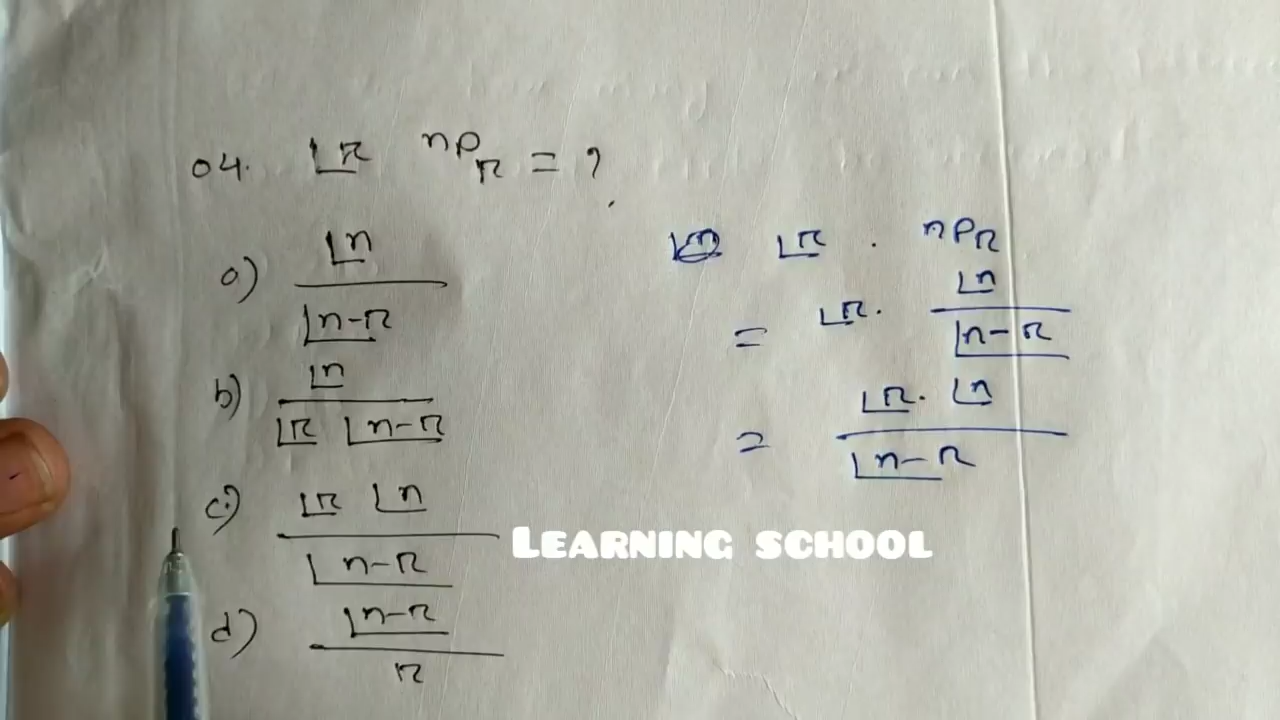 04. ⌊r nPr = ?
a) ⌊n / ⌊n-r
b) ⌊n / ⌊r ⌊n-r
c) ⌊r ⌊n / ⌊n-r
d) ⌊n-r / r
⌊r . nPr
= ⌊r. ⌊n / ⌊n-r
= ⌊r. ⌊n / ⌊n-r
LEARNING SCHOOL